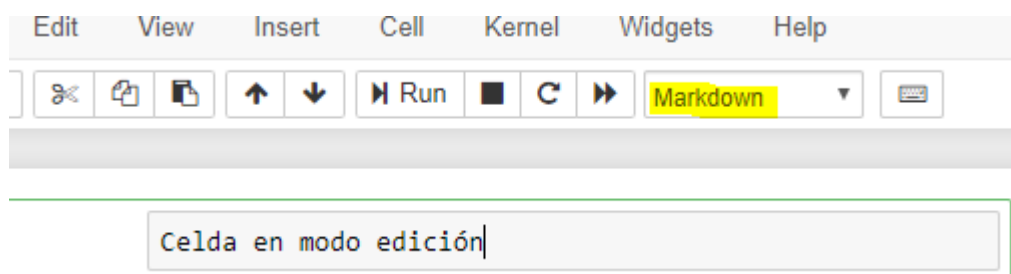 Edit View Insert Cell Kernel Widgets Help
Run Markdown
Celda en modo edición